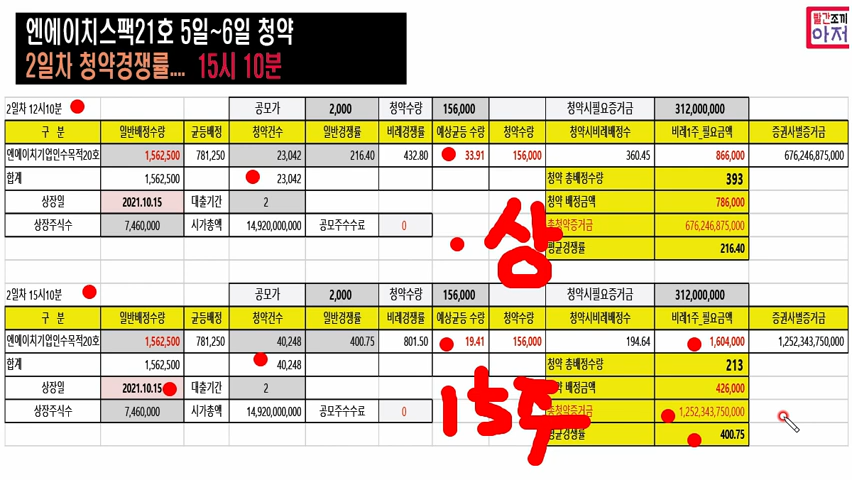 엔에이치스팩21호 5일~6일 청약
2일차 청약경쟁률.... 15시 10분
빨간조끼
아저
2일차 12시10분 공모가 2,000 청약수량 156,000 청약시필요증거금 312,000,000
구 분 일반배정수량 균등배정 청약건수 일반경쟁률 비례경쟁률 예상균등 수량 청약수량 청약시비례배정수 비례1주_필요금액 증권사별증거금
엔에이치기업인수목적20호 1,562,500 781,250 23,042 216.40 432.80 33.91 156,000 360.45 866,000 676,246,875,000
합계 1,562,500 23,042 청약 총배정수량 393
상장일 2021.10.15 대출기간 2 청약 배정금액 786,000
상장주식수 7,460,000 시가총액 14,920,000,000 공모주수수료 0 총청약증거금 676,246,875,000
평균경쟁률 216.40
상
2일차 15시10분 공모가 2,000 청약수량 156,000 청약시필요증거금 312,000,000
구 분 일반배정수량 균등배정 청약건수 일반경쟁률 비례경쟁률 예상균등 수량 청약수량 청약시비례배정수 비례1주_필요금액 증권사별증거금
엔에이치기업인수목적20호 1,562,500 781,250 40,248 400.75 801.50 19.41 156,000 194.64 1,604,000 1,252,343,750,000
합계 1,562,500 40,248 청약 총배정수량 213
상장일 2021.10.15 대출기간 2 청약 배정금액 426,000
상장주식수 7,460,000 시가총액 14,920,000,000 공모주수수료 0 총청약증거금 1,252,343,750,000
평균경쟁률 400.75
15주